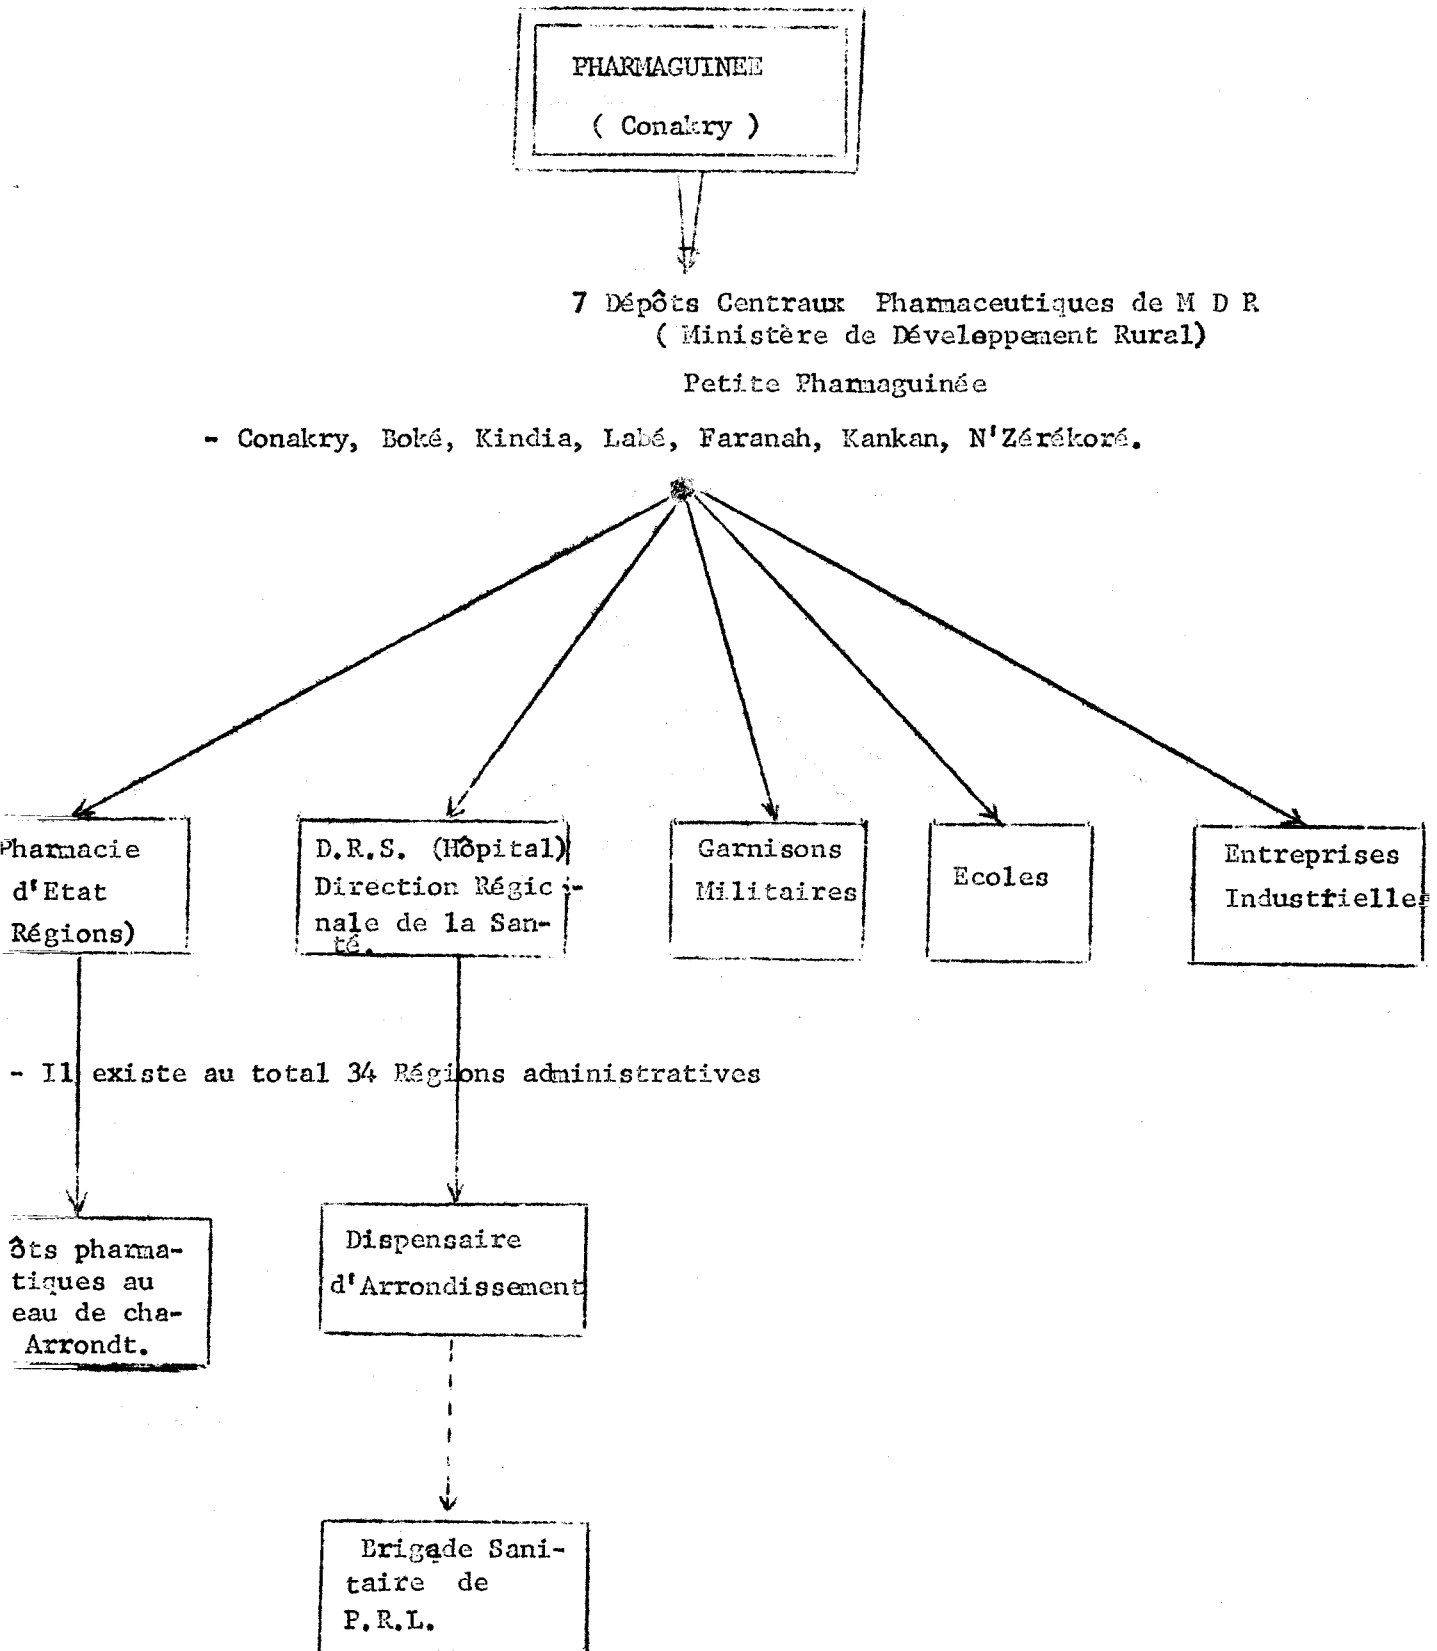 PHARMAGUINEE
( Conakry )
7 Dépôts Centraux Pharmaceutiques de M D R
( Ministère de Développement Rural)
Petite Pharmaguinée
- Conakry, Boké, Kindia, Labé, Faranah, Kankan, N'Zérékoré.
Pharmacie
d'Etat
Régions)
D.R.S. (Hôpital)
Direction Régio-
nale de la San-
té.
Garnisons
Militaires
Ecoles
Entreprises
Industrielles
- Il existe au total 34 Régions administratives
ôts pharma-
tiques au
eau de cha-
Arrondt.
Dispensaire
d'Arrondissement
Brigade Sani-
taire de
P.R.L.